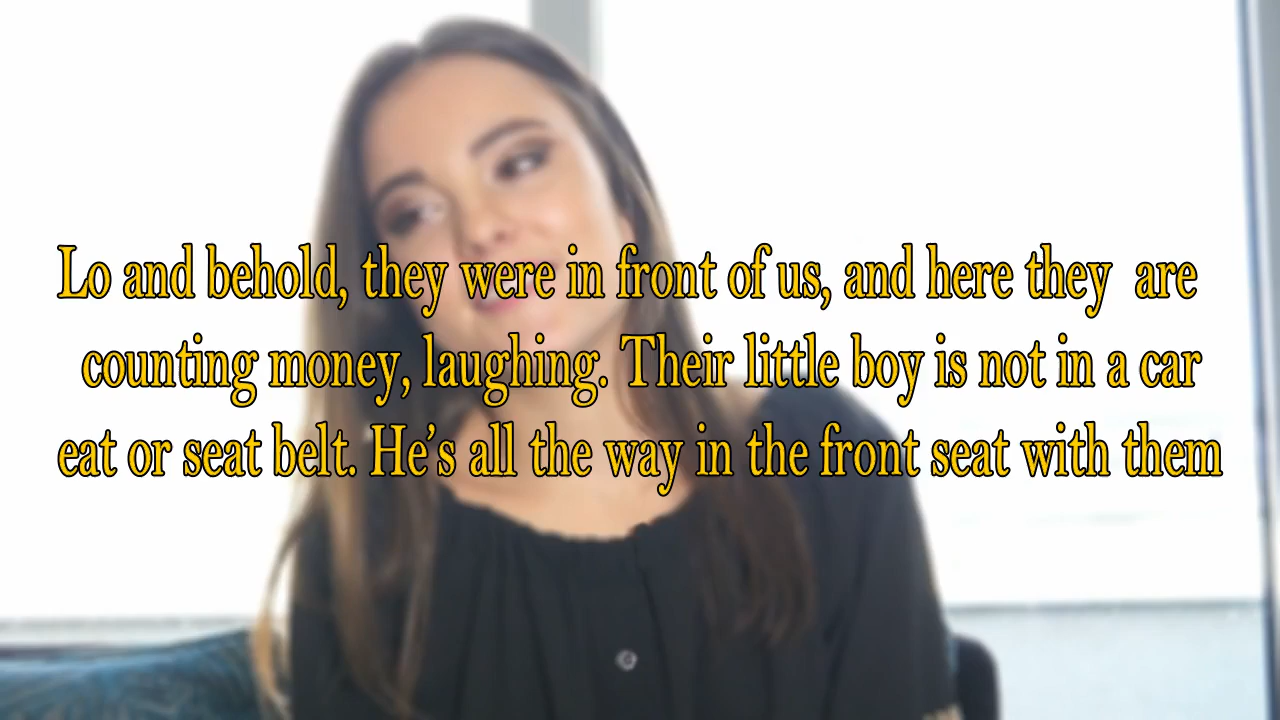 Lo and behold, they were in front of us, and here they  are
counting money, laughing. Their little boy is not in a car
eat or seat belt. He’s all the way in the front seat with them